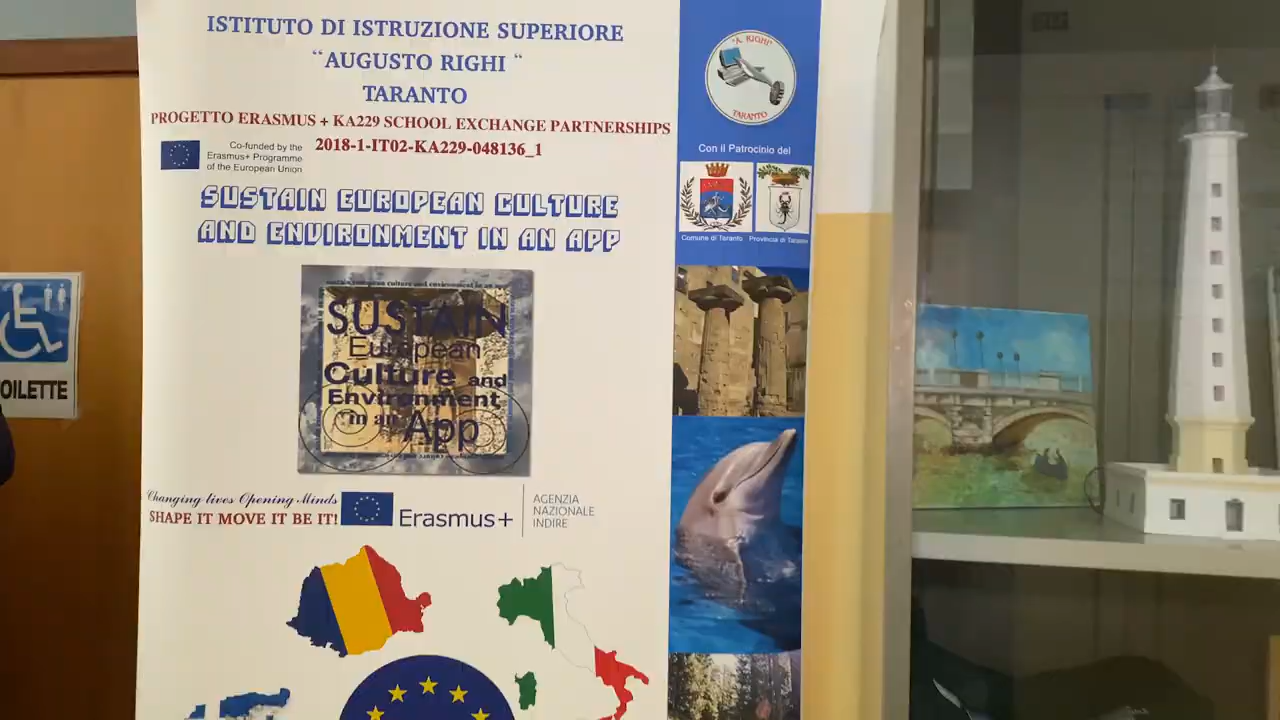 ISTITUTO DI ISTRUZIONE SUPERIORE
“AUGUSTO RIGHI “
TARANTO
PROGETTO ERASMUS + KA229 SCHOOL EXCHANGE PARTNERSHIPS
2018-1-IT02-KA229-048136_1
Co-funded by the
Erasmus+ Programme
of the European Union
SUSTAIN EUROPEAN CULTURE
AND ENVIRONMENT IN AN APP
SUSTAIN
European
Culture and
Environment
in an App
Changing lives Opening Minds
SHAPE IT MOVE IT BE IT!
Erasmus+
AGENZIA
NAZIONALE
INDIRE
"A. RIGHI"
TARANTO
Con il Patrocinio del
Comune di Taranto
Provincia di Taranto
OILETTE